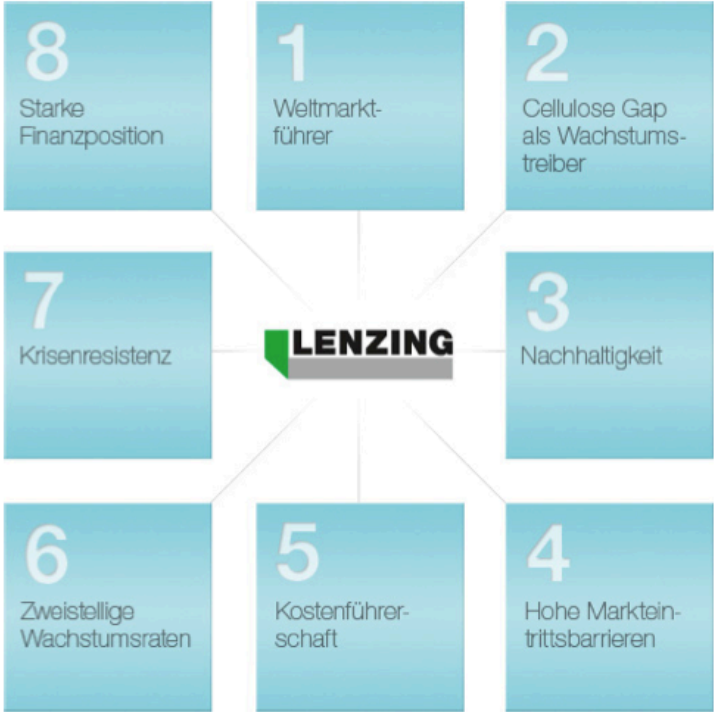 8
Starke
Finanzposition
1
Weltmarkt-
führer
2
Cellulose Gap
als Wachstums-
treiber
7
Krisenresistenz
LENZING
3
Nachhaltigkeit
6
Zweistellige
Wachstumsraten
5
Kostenführer-
schaft
4
Hohe Marktein-
trittsbarrieren